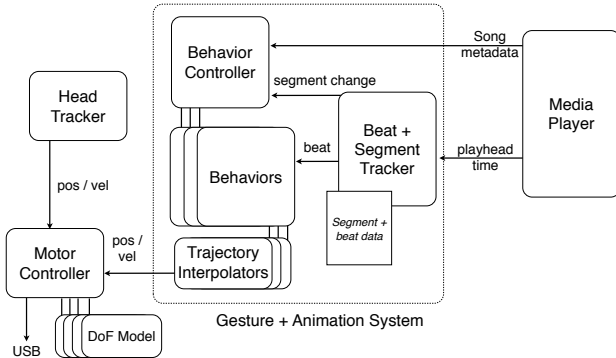 Song
metadata
Behavior
Controller
segment change
Media
Player
Head
Tracker
Beat +
Segment
Tracker
beat
playhead
time
Behaviors
pos / vel
Segment +
beat data
pos /
vel
Trajectory
Interpolators
Motor
Controller
Gesture + Animation System
DoF Model
USB